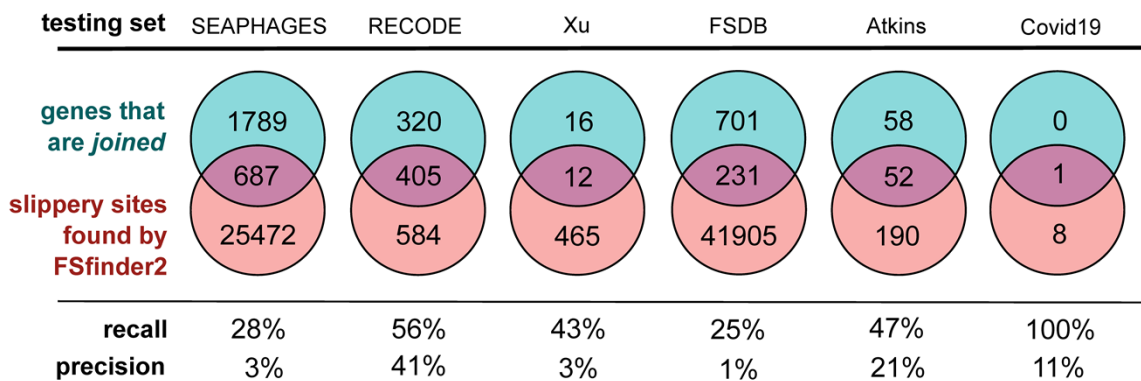 testing set SEAPHAGES RECODE Xu FSDB Atkins Covid19
genes that
are joined
1789 320 16 701 58 0
687 405 12 231 52 1
slippery sites
found by
FSfinder2
25472 584 465 41905 190 8
recall 28% 56% 43% 25% 47% 100%
precision 3% 41% 3% 1% 21% 11%